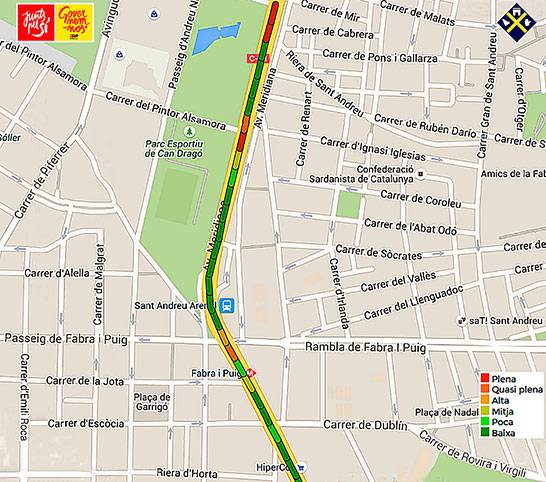 Junts
pel Sí
Gover
nem-
nos
Avinguda
Passeig d'Andreu N
Carrer de Mir
Carrer de Malats
Carrer de Cabrera
Carrer del Pintor Alsamora
Carrer de Pons i Gallarza
C-33
Riera de Sant Andreu
Av. Meridiana
Carrer Gran de Sant Andreu
Carrer d'Otger
Carrer del Pintor Alsamora
Carrer de Renart
Carrer de Rubén Darío
Góller
Parc Esportiu
de Can Dragó
Carrer d'Ignasi Iglesias
Carrer de Piferrer
Confederació
Sardanista de Catalunya
Amics de la Fab
Carrer de Coroleu
Carrer de l'Abat Odó
Av. Meridiana
Carrer de Sòcrates
Carrer d'Alella
Carrer de Malgrat
Carrer d'Irlanda
Carrer del Vallès
Carrer del Llenguadoc
Sant Andreu Arenal
saT! Sant Andreu
Passeig de Fabra i Puig
Rambla de Fabra I Puig
Fabra i Puig
Carrer d'Emili Roca
Carrer de la Jota
Plaça de
Garrigó
Plaça de Nadal
Carrer d'Escòcia
Carrer de Dublín
Carrer de Rovira i Virgili
Riera d'Horta
HiperCor
Plena
Quasi plena
Alta
Mitja
Poca
Baixa